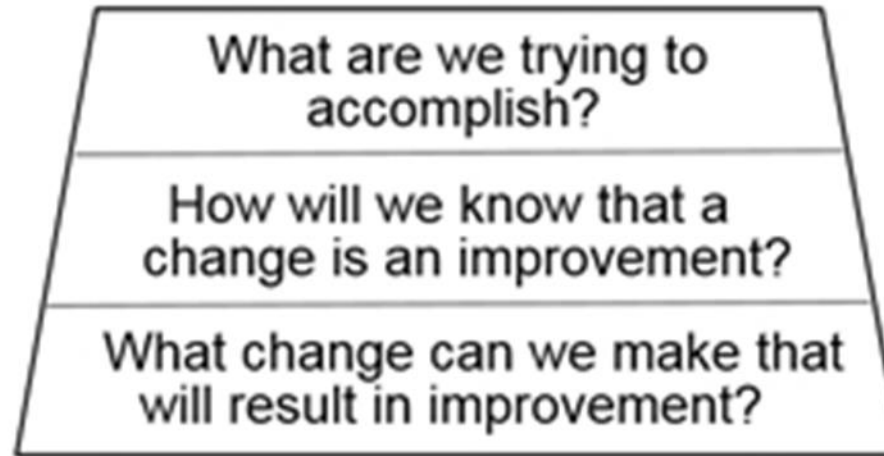 What are we trying to
accomplish?
How will we know that a
change is an improvement?
What change can we make that
will result in improvement?